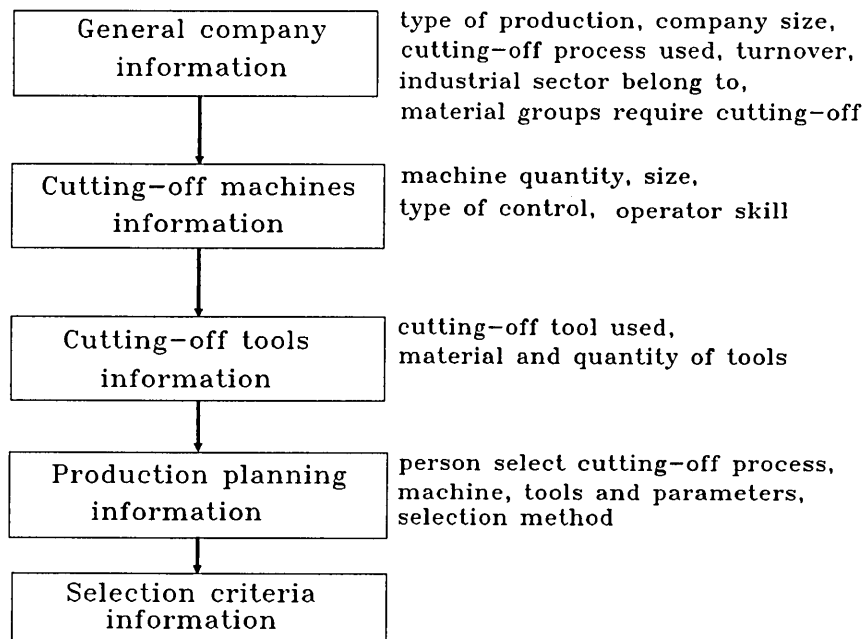 General company
information
type of production, company size,
cutting-off process used, turnover,
industrial sector belong to,
material groups require cutting-off
Cutting-off machines
information
machine quantity, size,
type of control, operator skill
Cutting-off tools
information
cutting-off tool used,
material and quantity of tools
Production planning
information
person select cutting-off process,
machine, tools and parameters,
selection method
Selection criteria
information